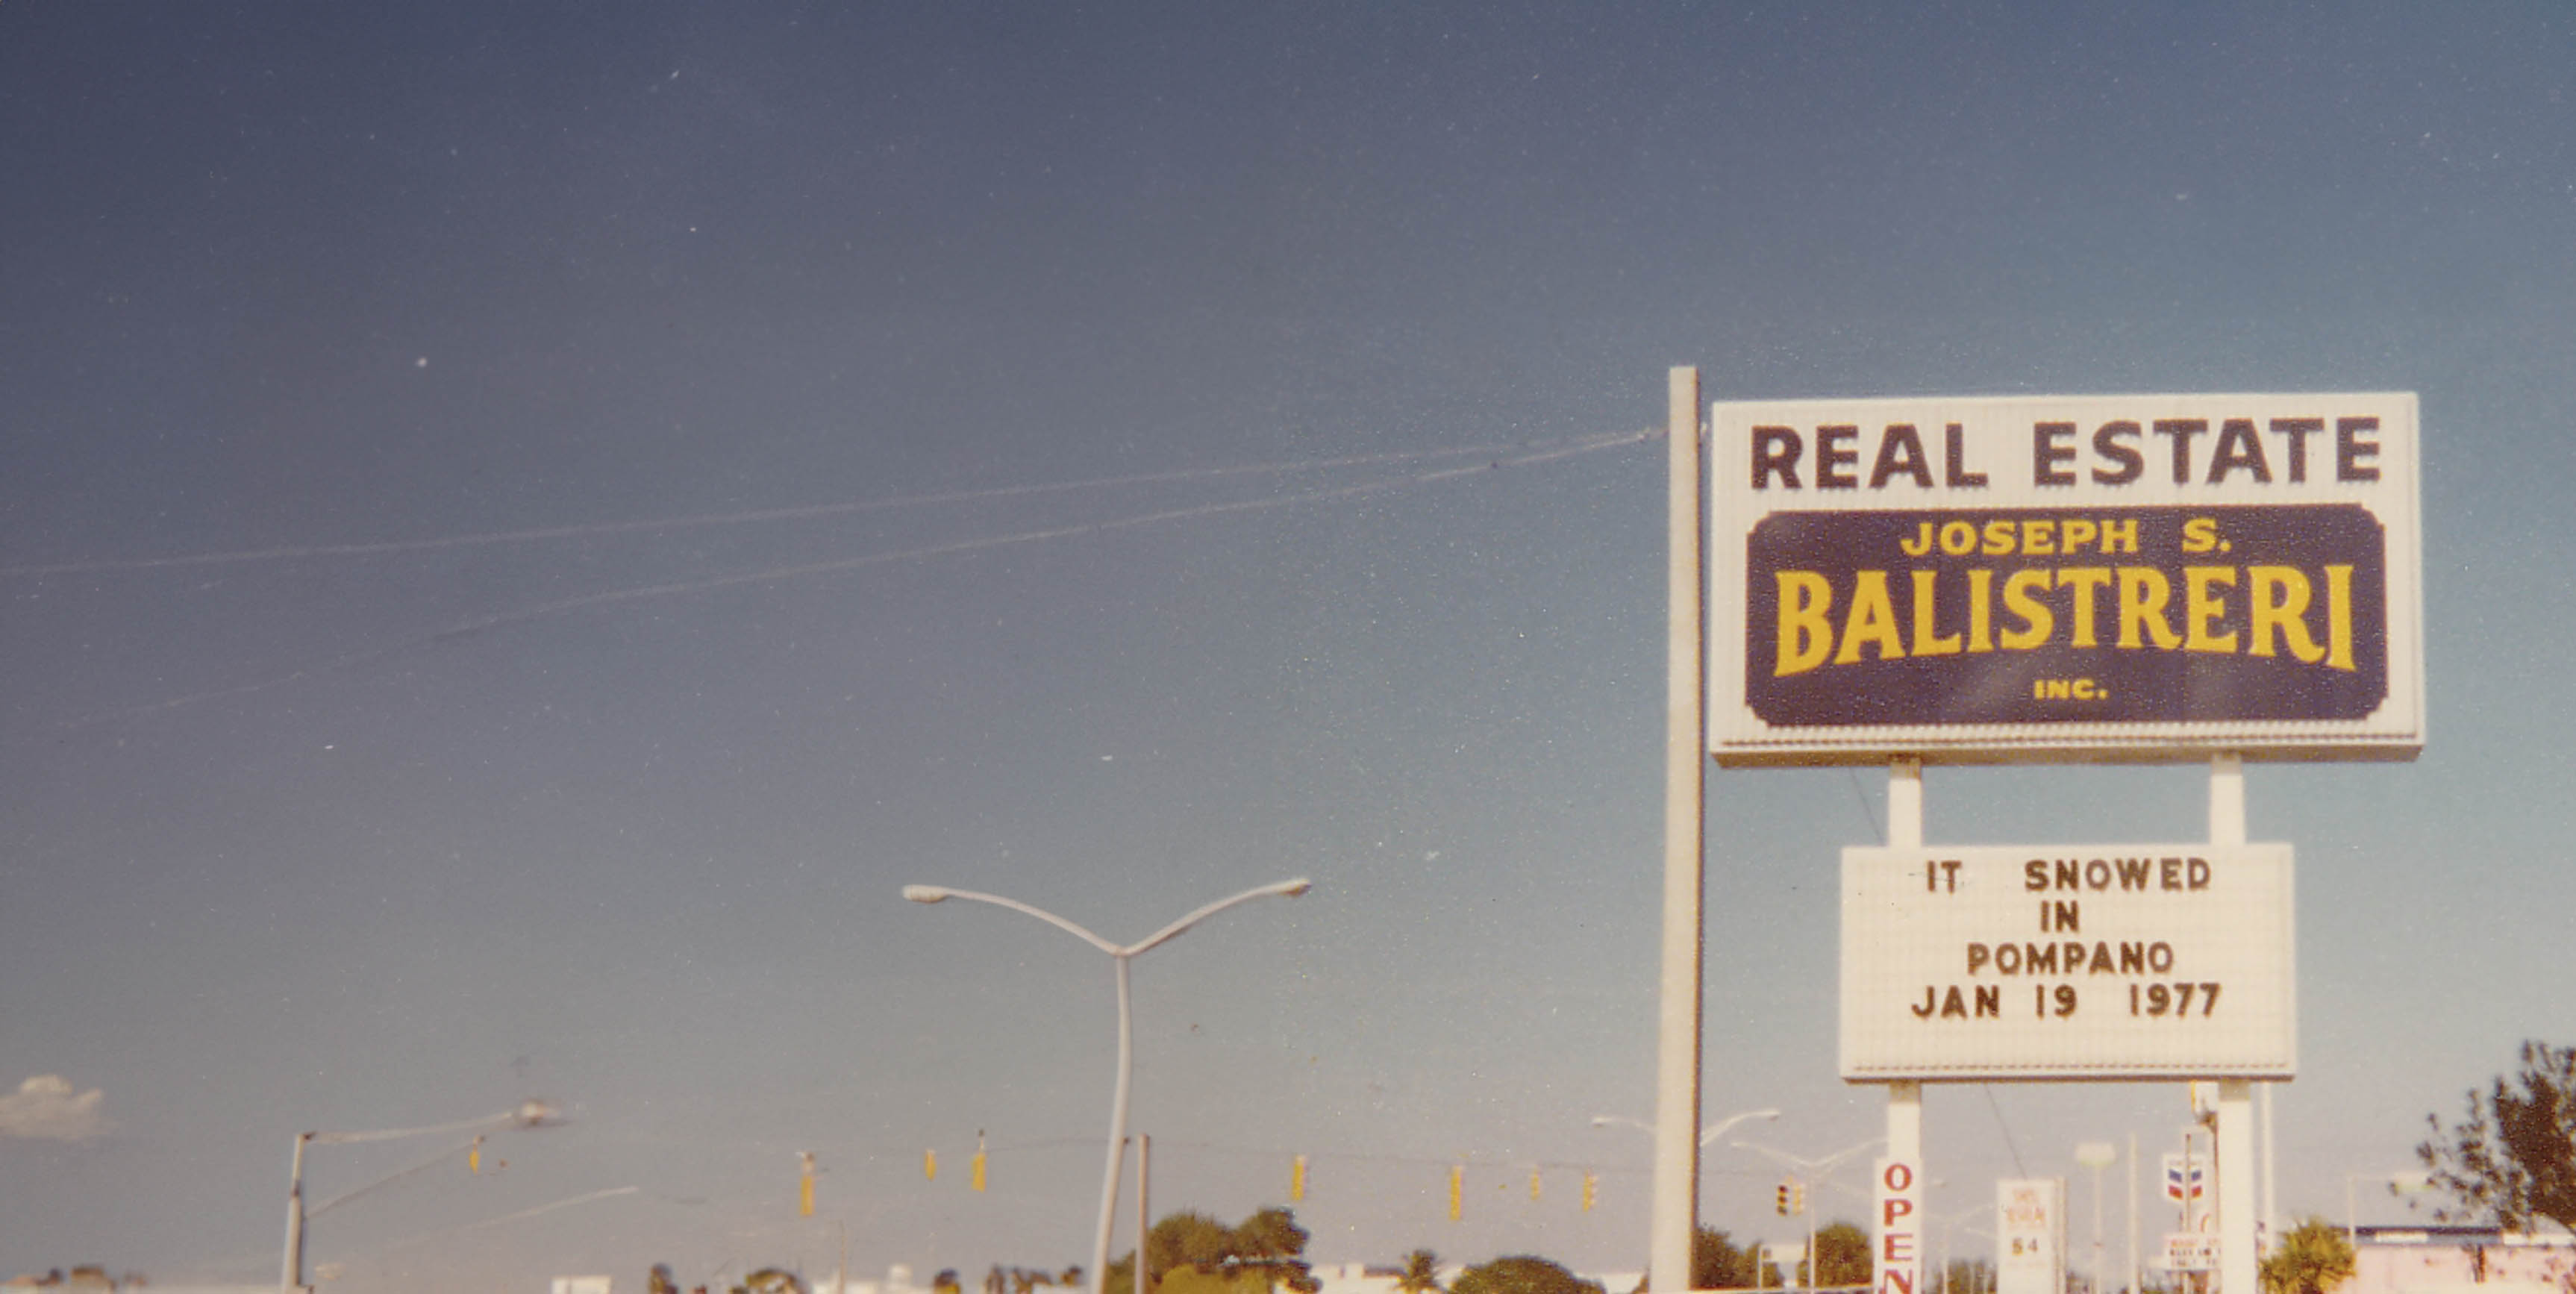 REAL ESTATE
JOSEPH S.
BALISTRERI
INC.
IT SNOWED
IN
POMPANO
JAN 19 1977
OPEN